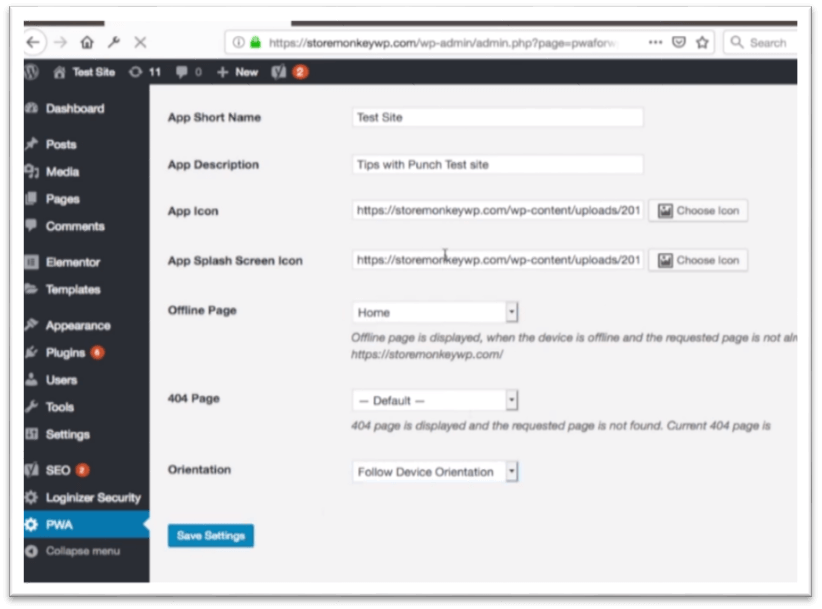 https://storemonkeywp.com/wp-admin/admin.php?page=pwaforw
Search
Test Site
11
0
+ New
2
Dashboard
Posts
Media
Pages
Comments
Elementor
Templates
Appearance
Plugins 6
Users
Tools
Settings
SEO 2
Loginizer Security
PWA
Collapse menu
App Short Name
Test Site
App Description
Tips with Punch Test site
App Icon
https://storemonkeywp.com/wp-content/uploads/201
Choose Icon
App Splash Screen Icon
https://storemonkeywp.com/wp-content/uploads/201
Choose Icon
Offline Page
Home
Offline page is displayed, when the device is offline and the requested page is not alr
https://storemonkeywp.com/
404 Page
— Default —
404 page is displayed and the requested page is not found. Current 404 page is
Orientation
Follow Device Orientation
Save Settings